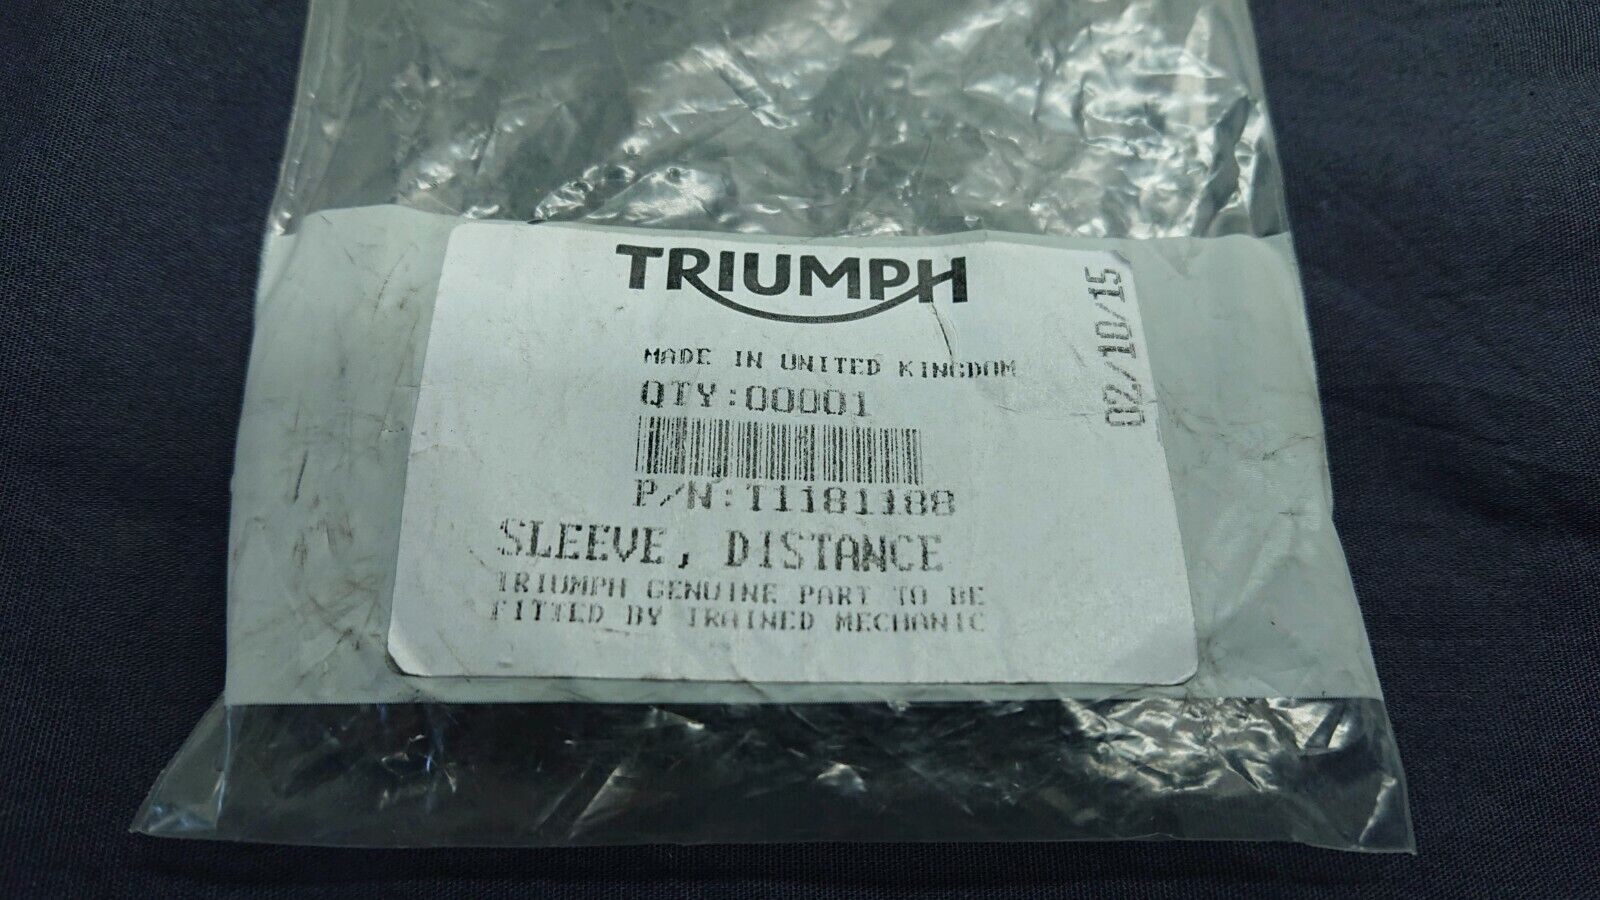 TRIUMPH
MADE IN UNITED KINGDOM
QTY:00001
P/N:T1181188
SLEEVE, DISTANCE
TRIUMPH GENUINE PART TO BE
FITTED BY TRAINED MECHANIC
02/10/15